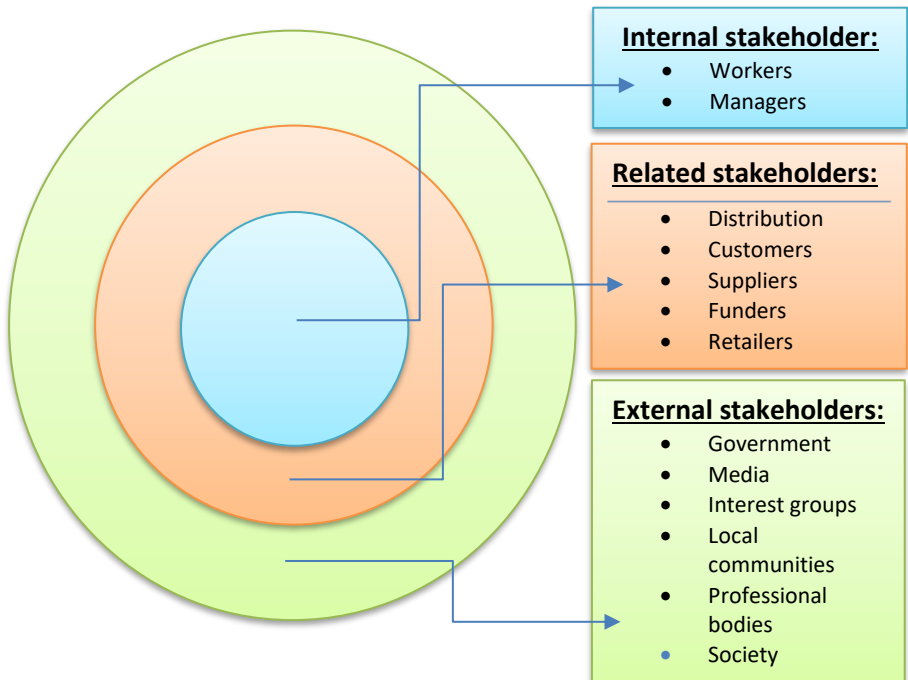 Internal stakeholder:
• Workers
• Managers
Related stakeholders:
• Distribution
• Customers
• Suppliers
• Funders
• Retailers
External stakeholders:
• Government
• Media
• Interest groups
• Local
communities
• Professional
bodies
• Society